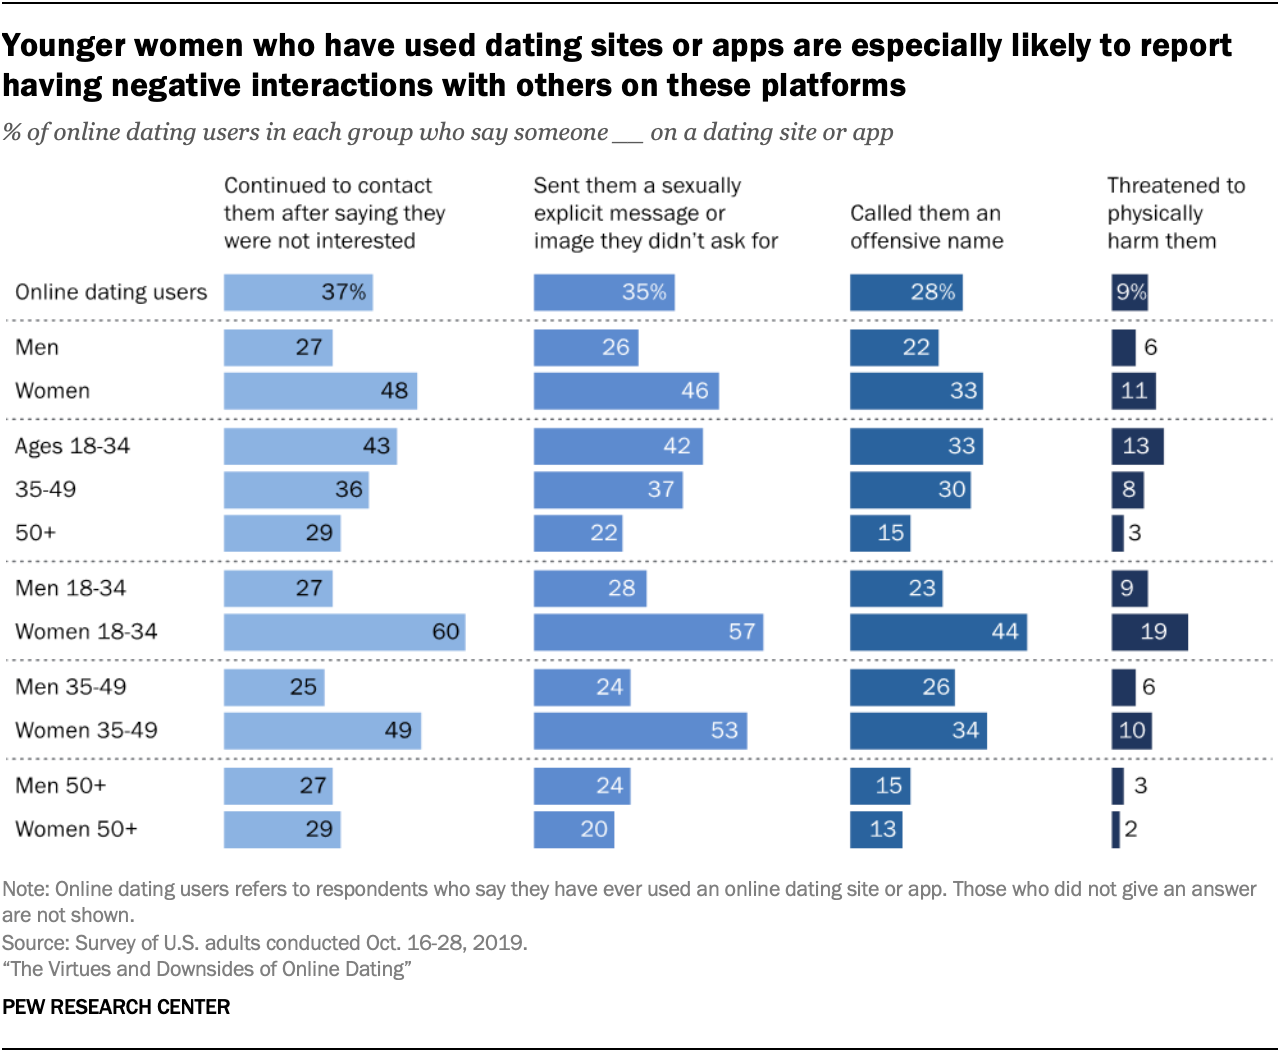 Younger women who have used dating sites or apps are especially likely to report
having negative interactions with others on these platforms
% of online dating users in each group who say someone __ on a dating site or app
Continued to contact
them after saying they
were not interested
Sent them a sexually
explicit message or
image they didn't ask for
Called them an
offensive name
Threatened to
physically
harm them
Online dating users 37% 35% 28% 9%
Men 27 26 22 6
Women 48 46 33 11
Ages 18-34 43 42 33 13
35-49 36 37 30 8
50+ 29 22 15 3
Men 18-34 27 28 23 9
Women 18-34 60 57 44 19
Men 35-49 25 24 26 6
Women 35-49 49 53 34 10
Men 50+ 27 24 15 3
Women 50+ 29 20 13 2
Note: Online dating users refers to respondents who say they have ever used an online dating site or app. Those who did not give an answer
are not shown.
Source: Survey of U.S. adults conducted Oct. 16-28, 2019.
“The Virtues and Downsides of Online Dating”
PEW RESEARCH CENTER